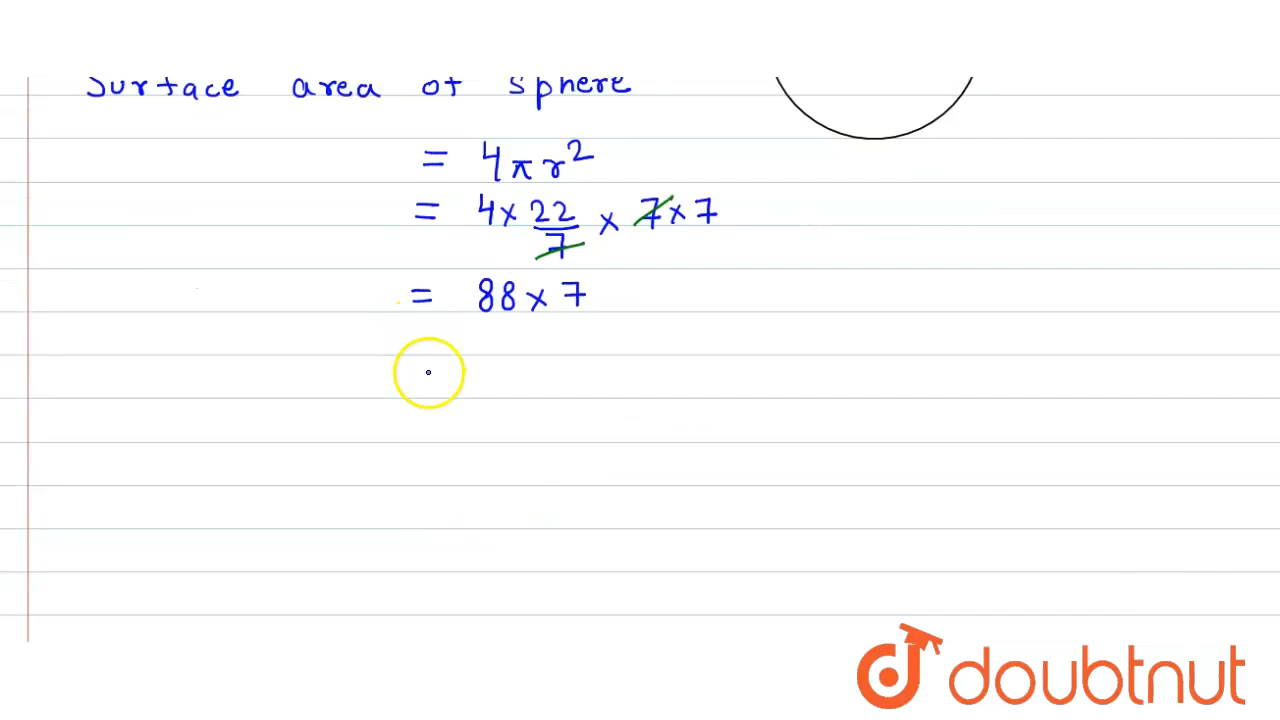 Surface area of sphere
= 4πr²
= 4 × 22/7 × 7 × 7
= 88 × 7
doubtnut